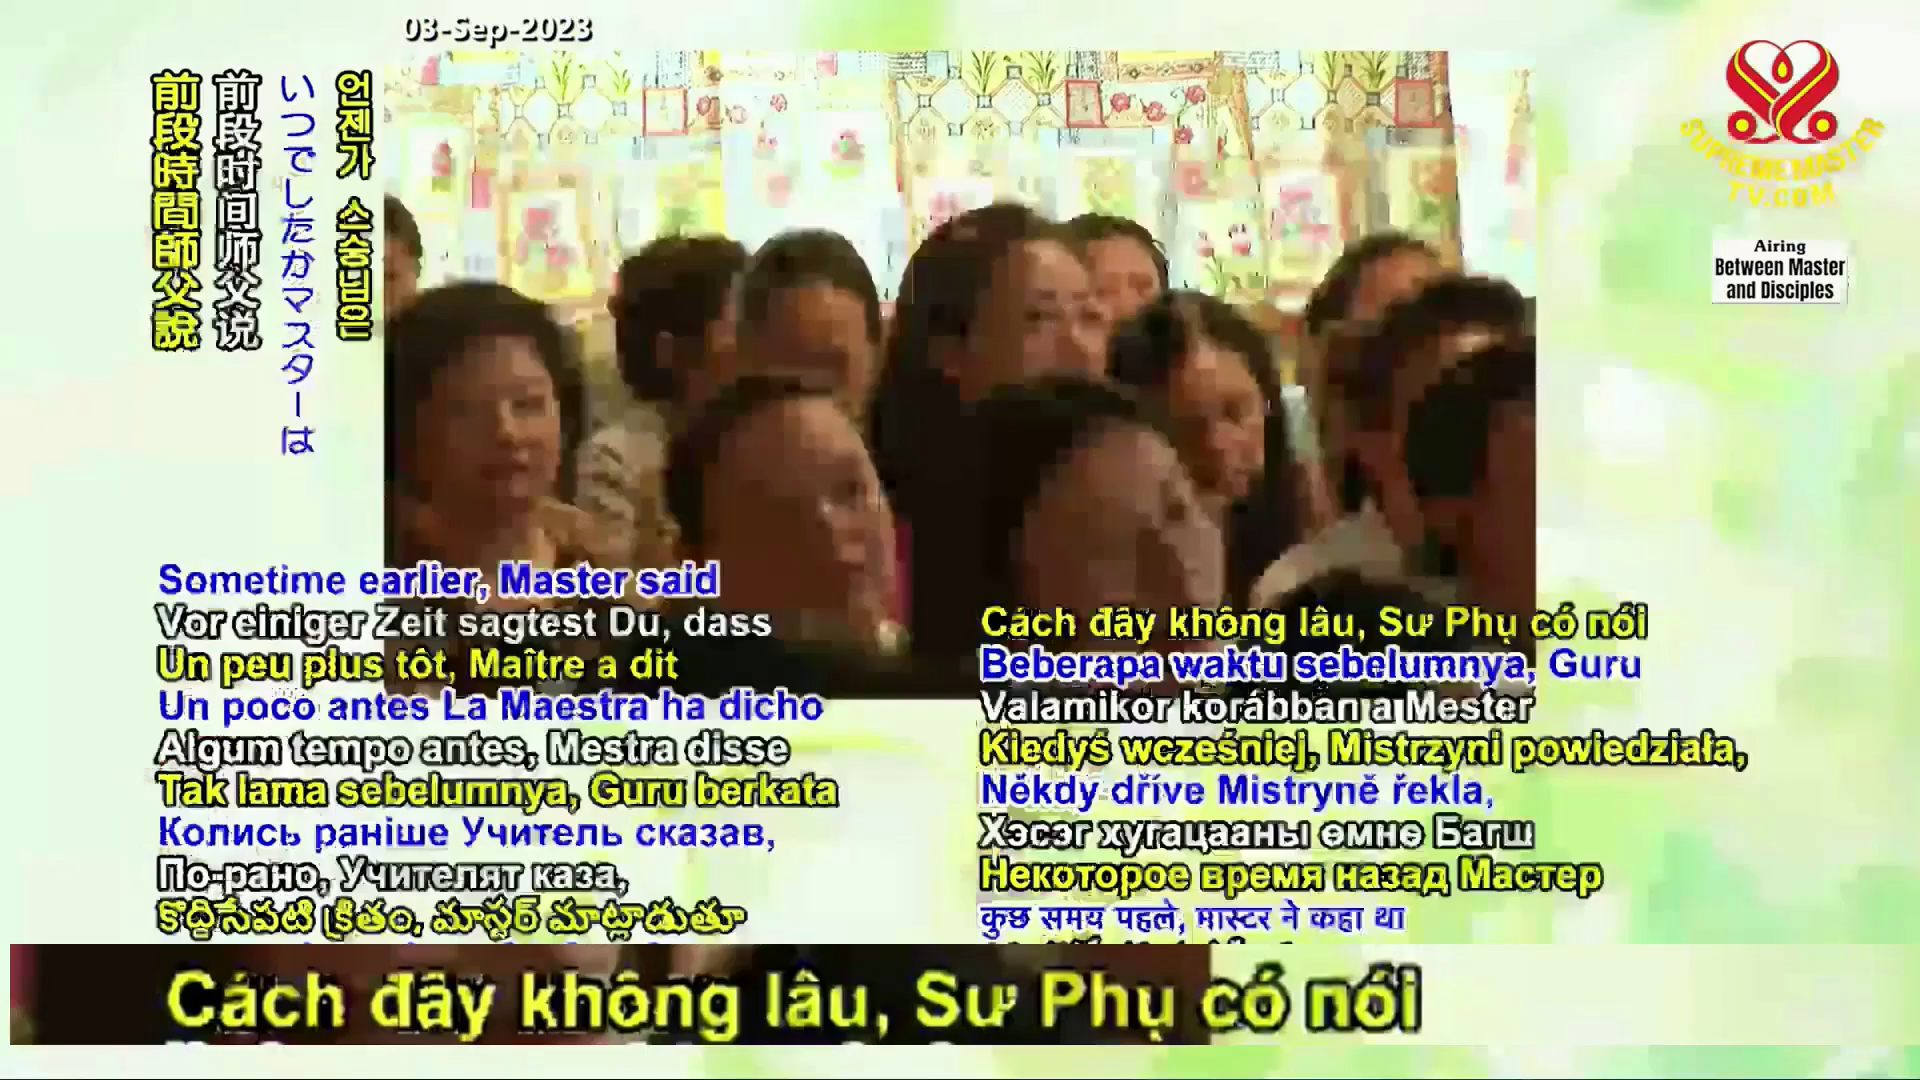 03-Sep-2023
前段時間師父說
前段时间师父说
いつでしたかマスターは
언젠가 스승님은
SUPREME MASTER
TV.COM
Airing
Between Master
and Disciples
Sometime earlier, Master said
Vor einiger Zeit sagtest Du, dass
Un peu plus tôt, Maître a dit
Un poco antes La Maestra ha dicho
Algum tempo antes, Mestra disse
Tak lama sebelumnya, Guru berkata
Колись раніше Учитель сказав,
По-рано, Учителят каза,
కొద్దిసేపటి క్రితం, మాస్టర్ మాట్లాడుతూ
Cách đây không lâu, Sư Phụ có nói
Beberapa waktu sebelumnya, Guru
Valamikor korábban a Mester
Kiedyś wcześniej, Mistrzyni powiedziała,
Někdy dříve Mistryně řekla,
Хэсэг хугацааны өмнө Багш
Некоторое время назад Мастер
कुछ समय पहले, मास्टर ने कहा था
Cách đây không lâu, Sư Phụ có nói